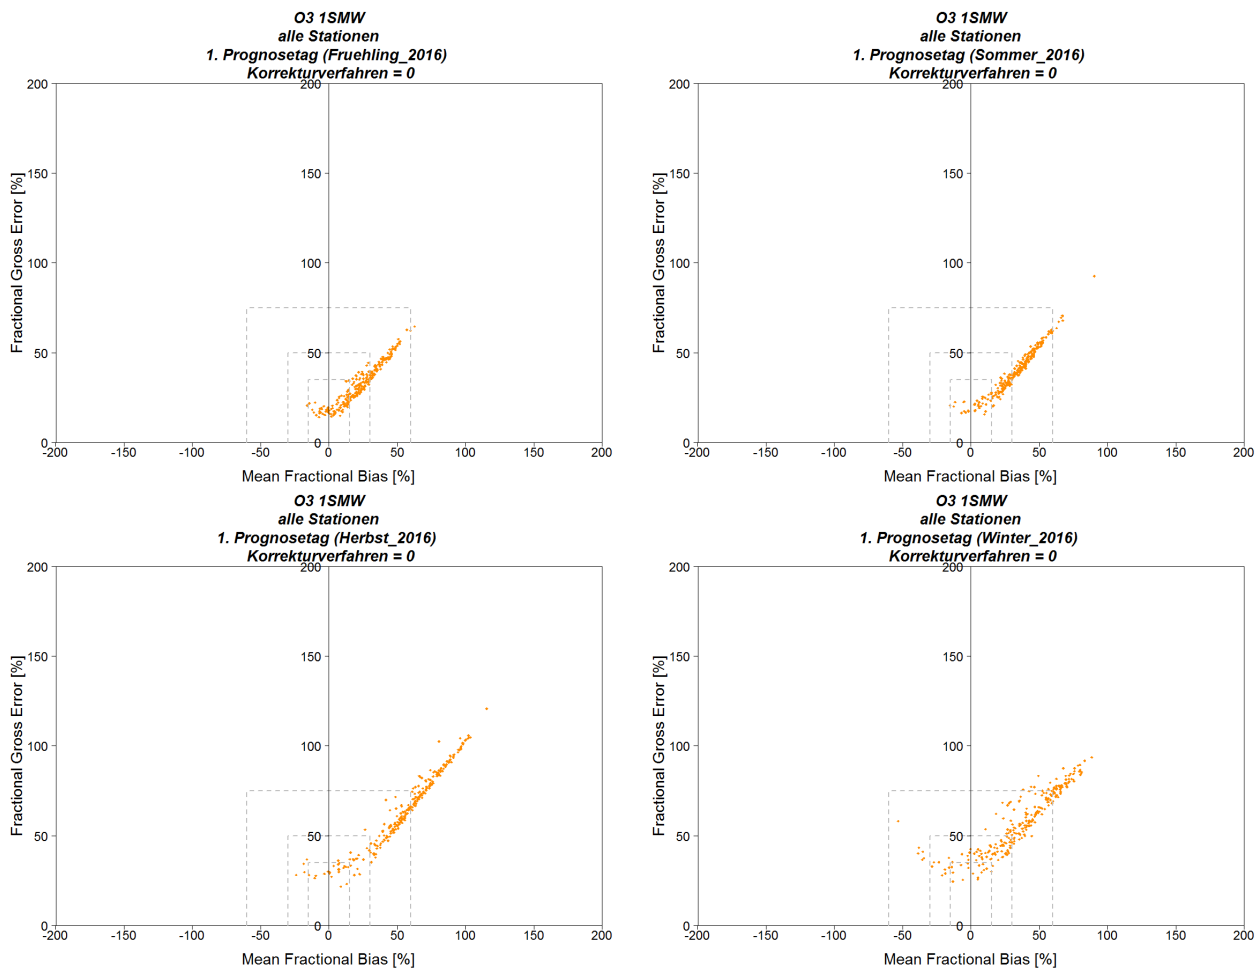 O3 1SMW
alle Stationen
1. Prognosetag (Fruehling_2016)
Korrekturverfahren = 0
200
150
100
50
0
-200 -150 -100 -50 0 50 100 150 200
Fractional Gross Error [%]
Mean Fractional Bias [%]
O3 1SMW
alle Stationen
1. Prognosetag (Sommer_2016)
Korrekturverfahren = 0
200
150
100
50
0
-200 -150 -100 -50 0 50 100 150 200
Fractional Gross Error [%]
Mean Fractional Bias [%]
O3 1SMW
alle Stationen
1. Prognosetag (Herbst_2016)
Korrekturverfahren = 0
200
150
100
50
0
-200 -150 -100 -50 0 50 100 150 200
Fractional Gross Error [%]
Mean Fractional Bias [%]
O3 1SMW
alle Stationen
1. Prognosetag (Winter_2016)
Korrekturverfahren = 0
200
150
100
50
0
-200 -150 -100 -50 0 50 100 150 200
Fractional Gross Error [%]
Mean Fractional Bias [%]